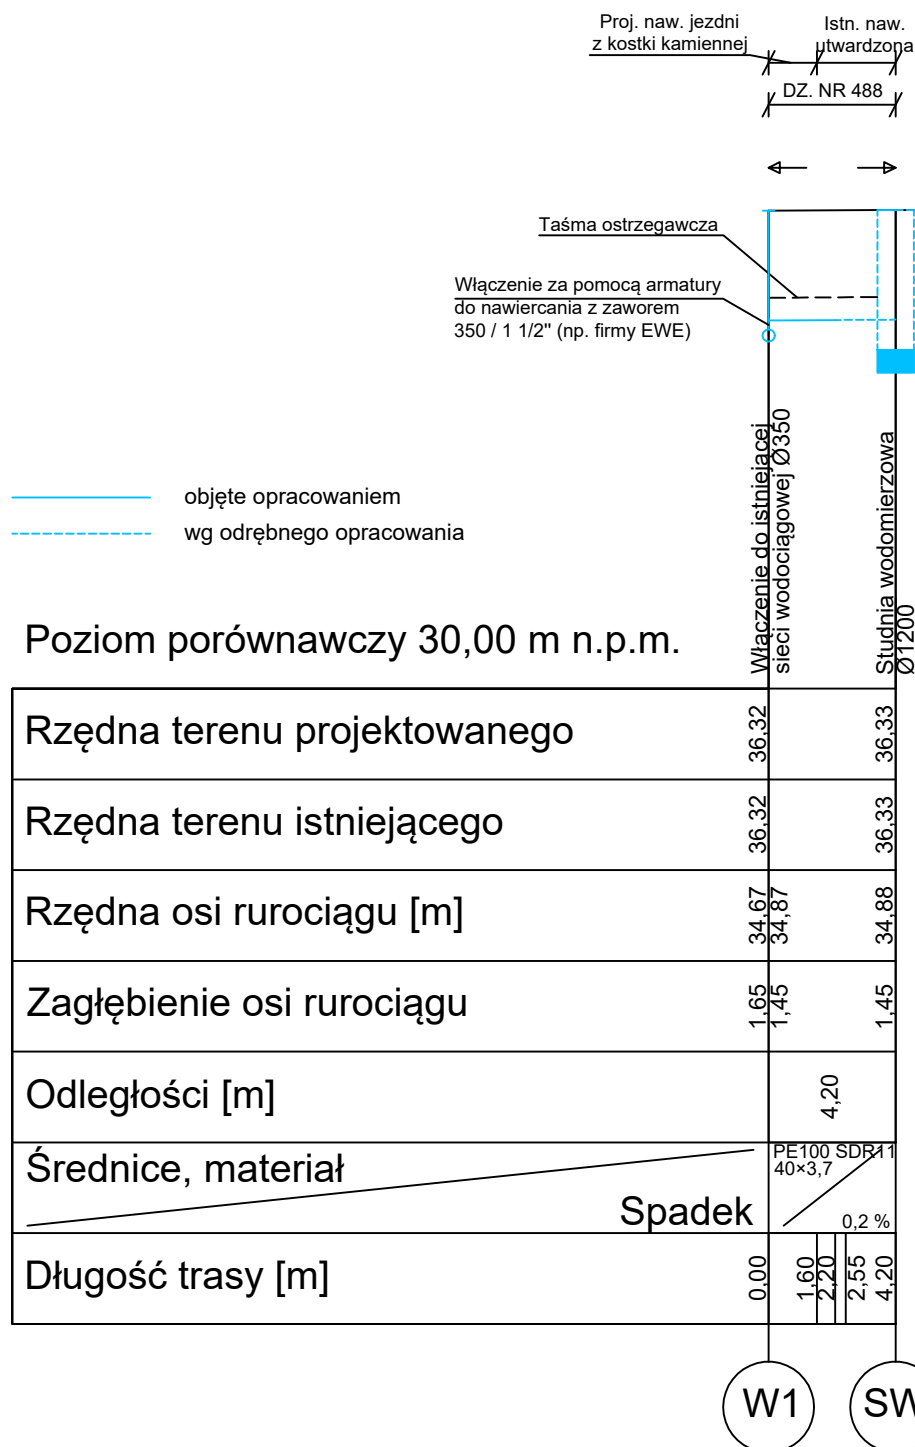 Proj. naw. jezdni
z kostki kamiennej
Istn. naw.
utwardzona
DZ. NR 488
Taśma ostrzegawcza
Włączenie za pomocą armatury
do nawiercania z zaworem
350 / 1 1/2" (np. firmy EWE)
Włączenie do istniejącej
sieci wodociągowej Ø350
Studnia wodomierzowa
Ø1200
objęte opracowaniem
wg odrębnego opracowania
Poziom porównawczy 30,00 m n.p.m.
Rzędna terenu projektowanego
36,32
36,33
Rzędna terenu istniejącego
36,32
36,33
Rzędna osi rurociągu [m]
34,67
34,87
34,88
Zagłębienie osi rurociągu
1,65
1,45
1,45
Odległości [m]
4,20
Średnice, materiał
Spadek
PE100 SDR11
40×3,7
0,2 %
Długość trasy [m]
0,00
1,60
2,20
2,55
4,20
W1
SW